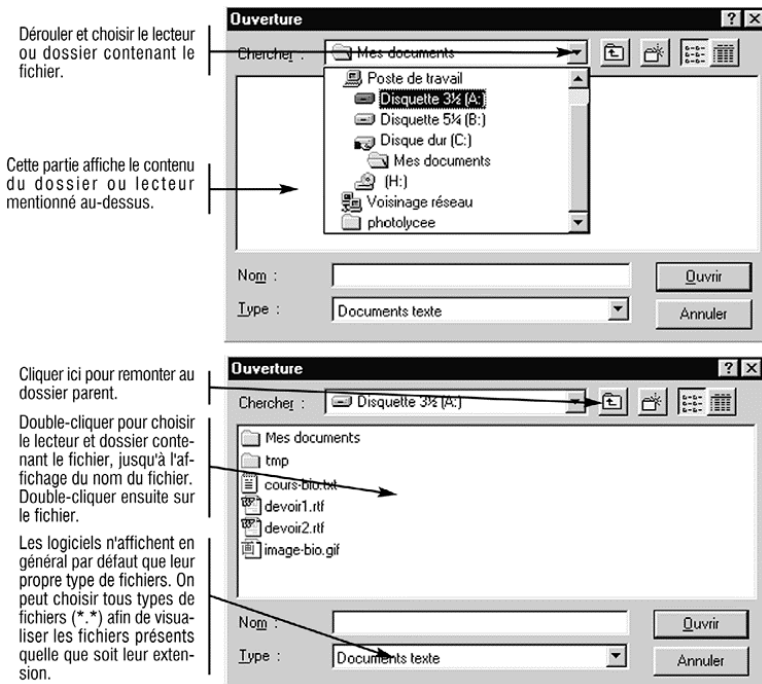 Dérouler et choisir le lecteur
ou dossier contenant le
fichier.
Cette partie affiche le contenu
du dossier ou lecteur
mentionné au-dessus.
Ouverture
Chercher :
Mes documents
Poste de travail
Disquette 3½ (A:)
Disquette 5¼ (B:)
Disque dur (C:)
Mes documents
(H:)
Voisinage réseau
photolycee
Nom :
Ouvrir
Type :
Documents texte
Annuler
Cliquer ici pour remonter au
dossier parent.
Double-cliquer pour choisir
le lecteur et dossier conte-
nant le fichier, jusqu'à l'af-
fichage du nom du fichier.
Double-cliquer ensuite sur
le fichier.
Les logiciels n'affichent en
général par défaut que leur
propre type de fichiers. On
peut choisir tous types de
fichiers (*.*) afin de visua-
liser les fichiers présents
quelle que soit leur exten-
sion.
Ouverture
Chercher :
Disquette 3½ (A:)
Mes documents
tmp
cours-bio.txt
devoir1.rtf
devoir2.rtf
image-bio.gif
Nom :
Ouvrir
Type :
Documents texte
Annuler